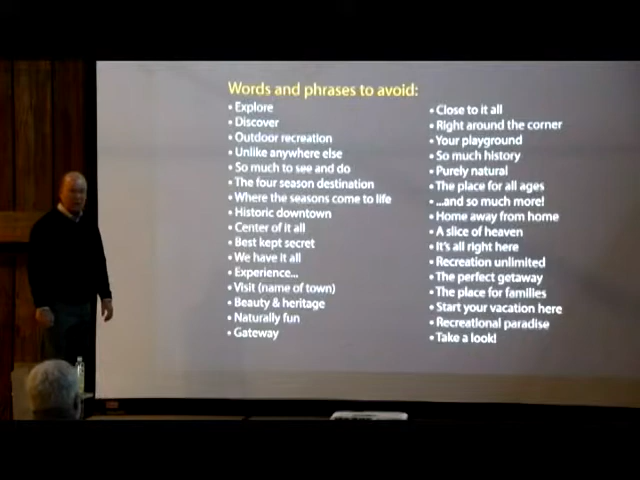 Words and phrases to avoid:
• Explore
• Discover
• Outdoor recreation
• Unlike anywhere else
• So much to see and do
• The four season destination
• Where the seasons come to life
• Historic downtown
• Center of it all
• Best kept secret
• We have it all
• Experience...
• Visit (name of town)
• Beauty & heritage
• Naturally fun
• Gateway
• Close to it all
• Right around the corner
• Your playground
• So much history
• Purely natural
• The place for all ages
• ...and so much more!
• Home away from home
• A slice of heaven
• It's all right here
• Recreation unlimited
• The perfect getaway
• The place for families
• Start your vacation here
• Recreational paradise
• Take a look!